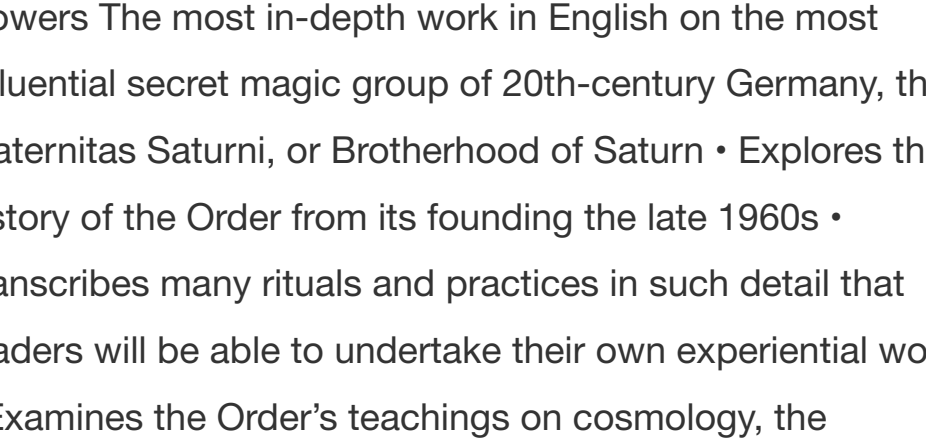 owers The most in-depth work in English on the most
luential secret magic group of 20th-century Germany, th
aternitas Saturni, or Brotherhood of Saturn • Explores th
story of the Order from its founding the late 1960s •
anscribes many rituals and practices in such detail that
aders will be able to undertake their own experiential wo
Examines the Order’s teachings on cosmology, the